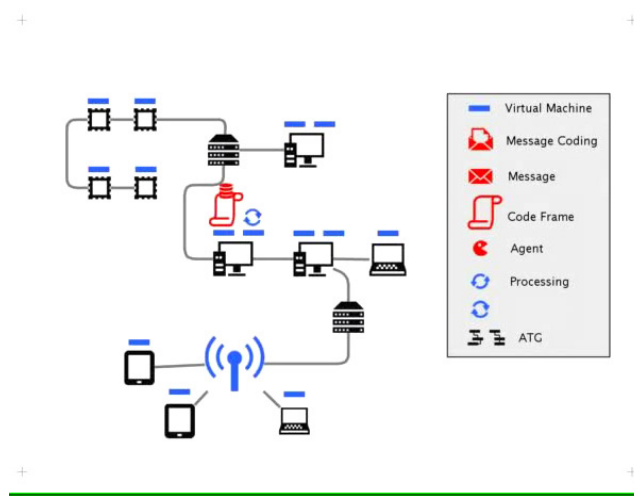 Virtual Machine
Message Coding
Message
Code Frame
Agent
Processing
ATG